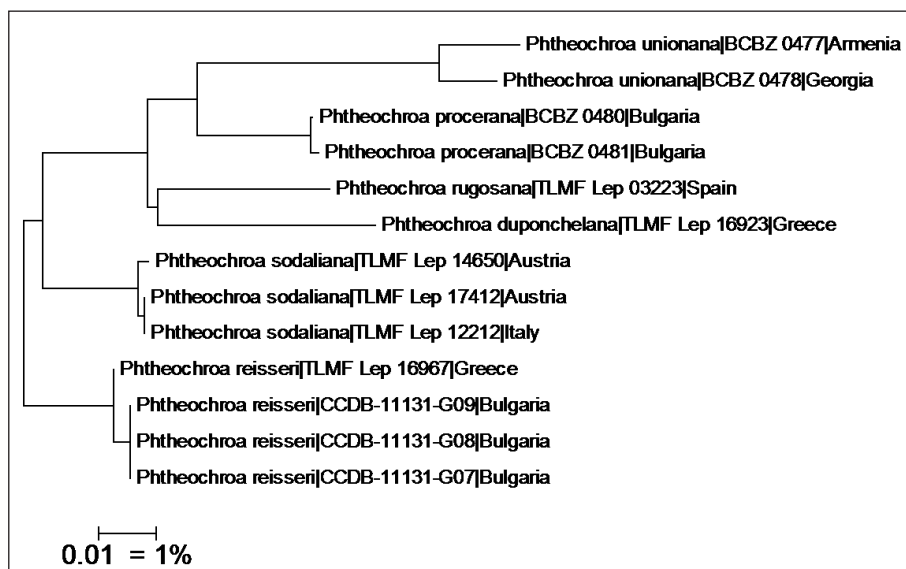 Phtheochroa unionana|BCBZ 0477|Armenia
Phtheochroa unionana|BCBZ 0478|Georgia
Phtheochroa procerana|BCBZ 0480|Bulgaria
Phtheochroa procerana|BCBZ 0481|Bulgaria
Phtheochroa rugosana|TLMF Lep 03223|Spain
Phtheochroa duponchelana|TLMF Lep 16923|Greece
Phtheochroa sodaliana|TLMF Lep 14650|Austria
Phtheochroa sodaliana|TLMF Lep 17412|Austria
Phtheochroa sodaliana|TLMF Lep 12212|Italy
Phtheochroa reisseri|TLMF Lep 16967|Greece
Phtheochroa reisseri|CCDB-11131-G09|Bulgaria
Phtheochroa reisseri|CCDB-11131-G08|Bulgaria
Phtheochroa reisseri|CCDB-11131-G07|Bulgaria
0.01 = 1%